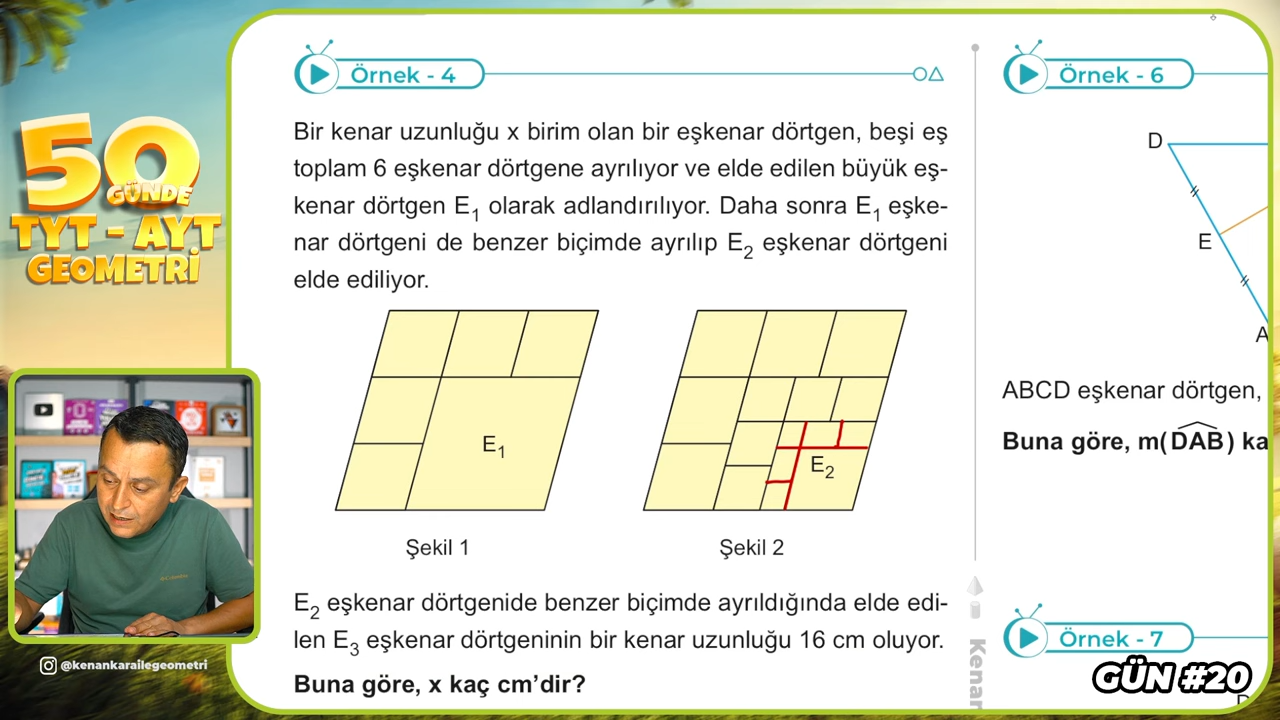 50
GÜNDE
TYT - AYT
GEOMETRİ
Örnek - 4
Bir kenar uzunluğu x birim olan bir eşkenar dörtgen, beşi eş
toplam 6 eşkenar dörtgene ayrılıyor ve elde edilen büyük eş-
kenar dörtgen E1 olarak adlandırılıyor. Daha sonra E1 eşke-
nar dörtgeni de benzer biçimde ayrılıp E2 eşkenar dörtgeni
elde ediliyor.
E1
E2
Şekil 1
Şekil 2
E2 eşkenar dörtgenide benzer biçimde ayrıldığında elde edi-
len E3 eşkenar dörtgeninin bir kenar uzunluğu 16 cm oluyor.
Buna göre, x kaç cm'dir?
Kenar
Örnek - 6
D
E
A
ABCD eşkenar dörtgen,
Buna göre, m(DAB) ka
Örnek - 7
GÜN #20
@kenankarailegeometri